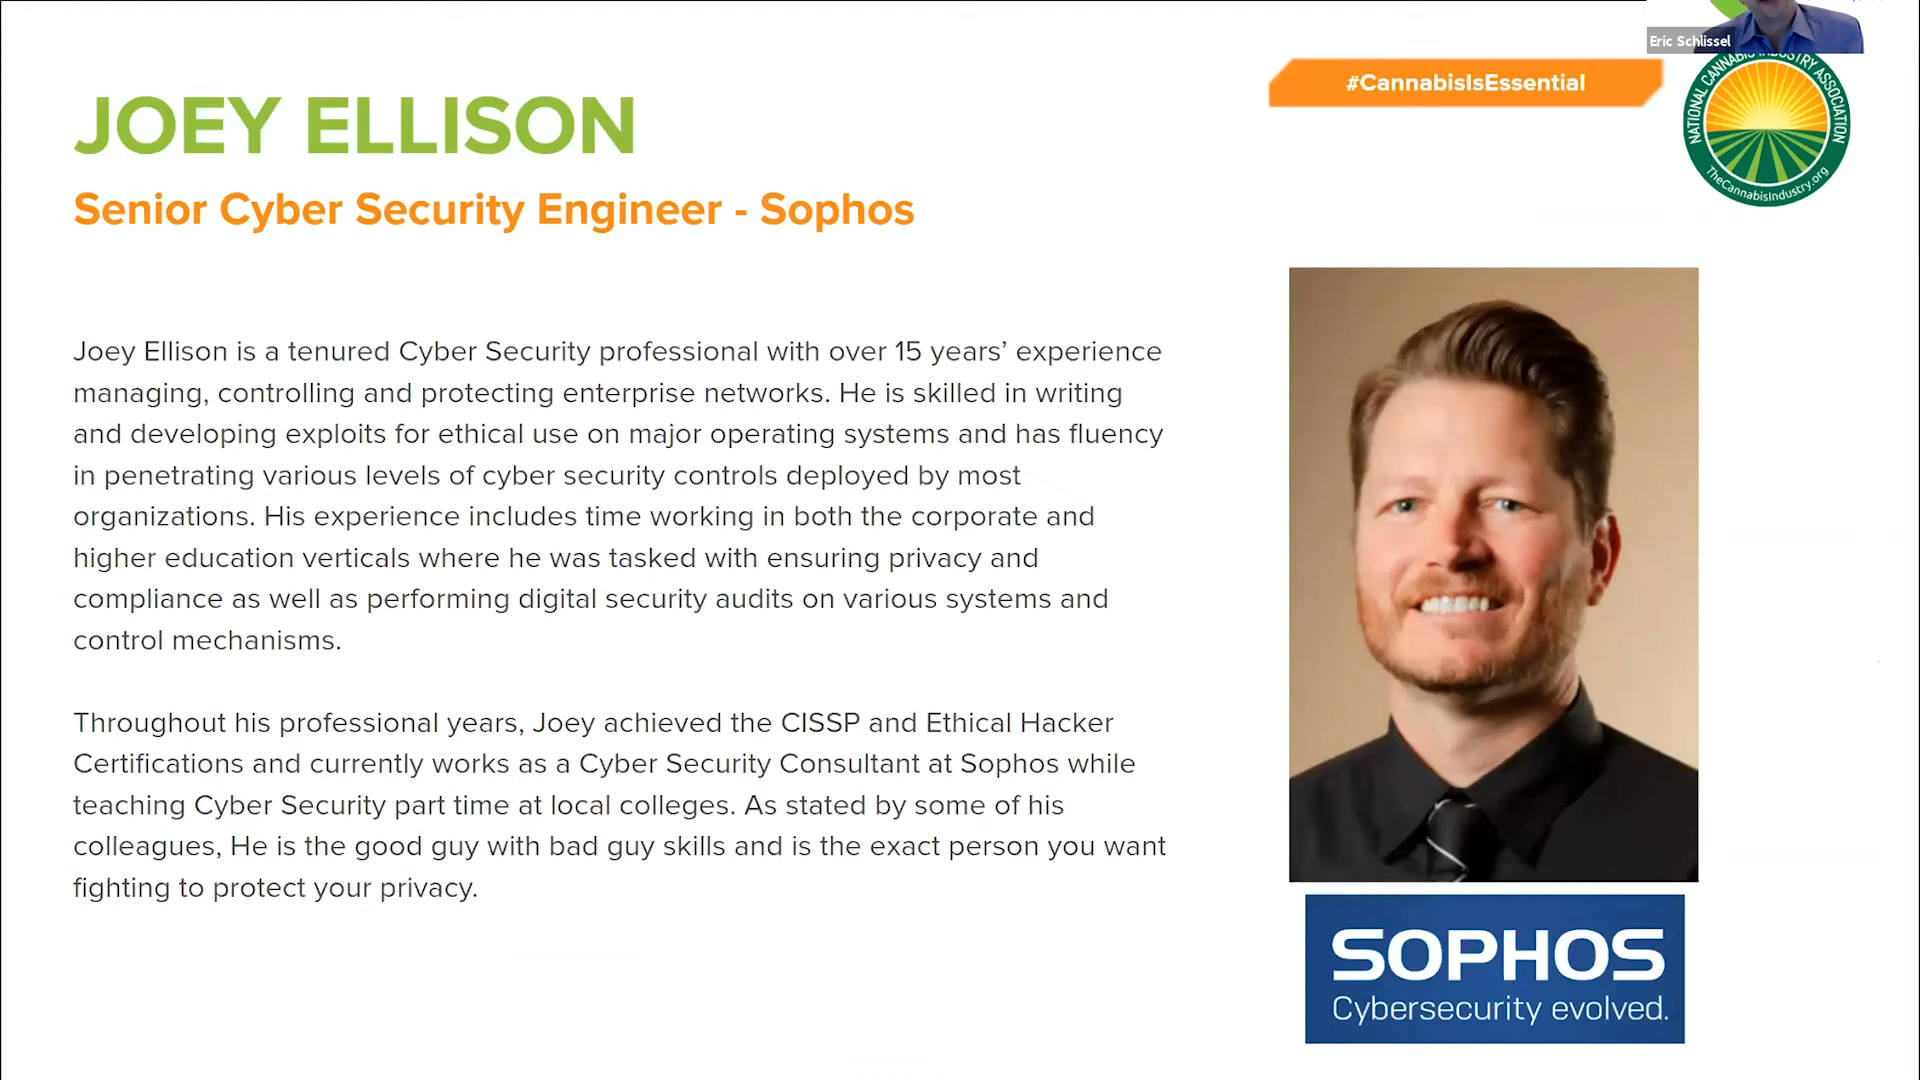 Eric Schlissel
#CannabisIsEssential
NATIONAL CANNABIS INDUSTRY ASSOCIATION
TheCannabisIndustry.org
JOEY ELLISON
Senior Cyber Security Engineer - Sophos
Joey Ellison is a tenured Cyber Security professional with over 15 years’ experience
managing, controlling and protecting enterprise networks. He is skilled in writing
and developing exploits for ethical use on major operating systems and has fluency
in penetrating various levels of cyber security controls deployed by most
organizations. His experience includes time working in both the corporate and
higher education verticals where he was tasked with ensuring privacy and
compliance as well as performing digital security audits on various systems and
control mechanisms.
Throughout his professional years, Joey achieved the CISSP and Ethical Hacker
Certifications and currently works as a Cyber Security Consultant at Sophos while
teaching Cyber Security part time at local colleges. As stated by some of his
colleagues, He is the good guy with bad guy skills and is the exact person you want
fighting to protect your privacy.
SOPHOS
Cybersecurity evolved.